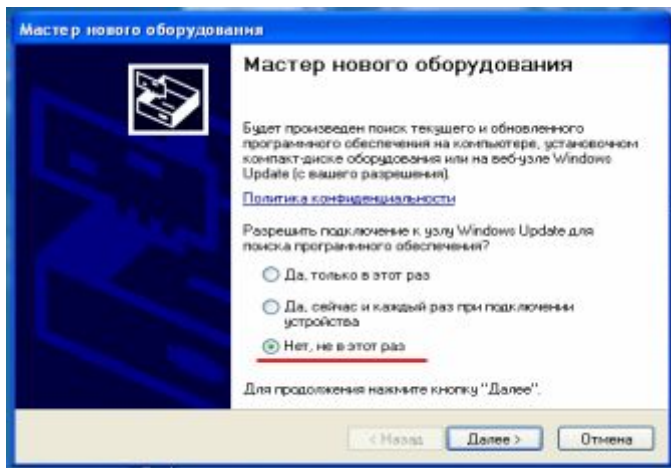 Мастер нового оборудования
Мастер нового оборудования
Будет произведен поиск текущего и обновленного
программного обеспечения на компьютере, установочном
компакт-диске оборудования или на веб-узле Windows
Update (с вашего разрешения)
Политика конфиденциальности
Разрешить подключение к узлу Windows Update для
поиска программного обеспечения?
Да, только в этот раз
Да, сейчас и каждый раз при подключении
устройства
Нет, не в этот раз
Для продолжения нажмите кнопку "Далее".
< Назад Далее > Отмена